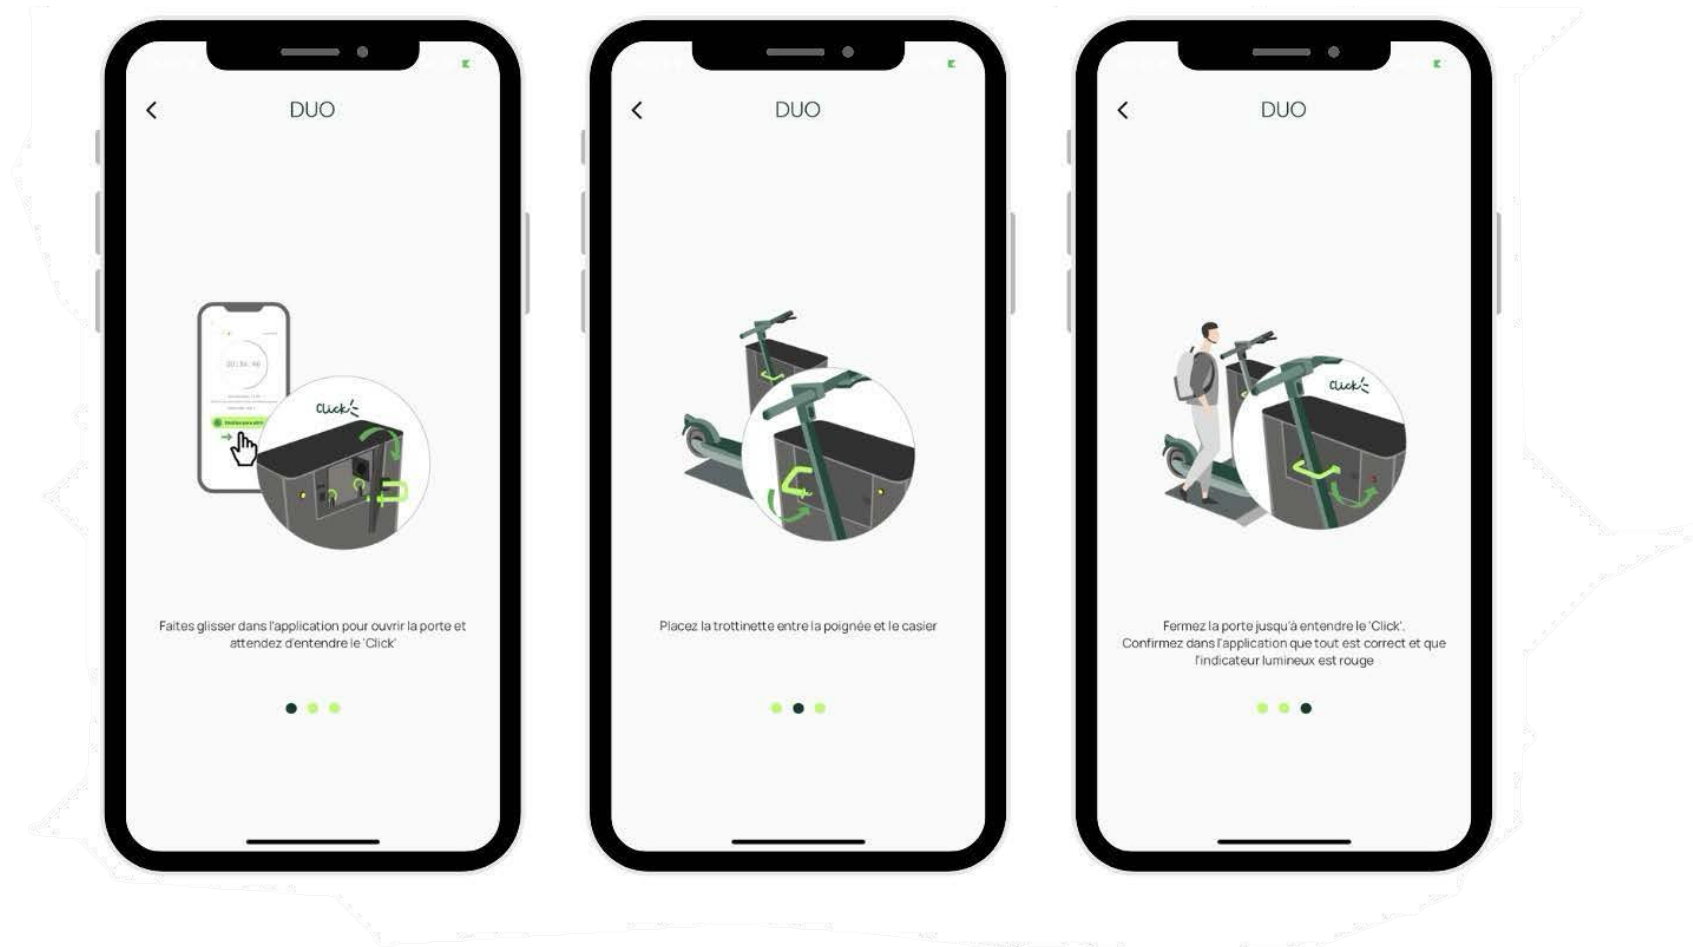 DUO
Click
Faites glisser dans l'application pour ouvrir la porte et
attendez d'entendre le 'Click'
DUO
Placez la trottinette entre la poignée et le casier
DUO
Click
Fermez la porte jusqu'à entendre le 'Click'.
Confirmez dans l'application que tout est correct et que
l'indicateur lumineux est rouge